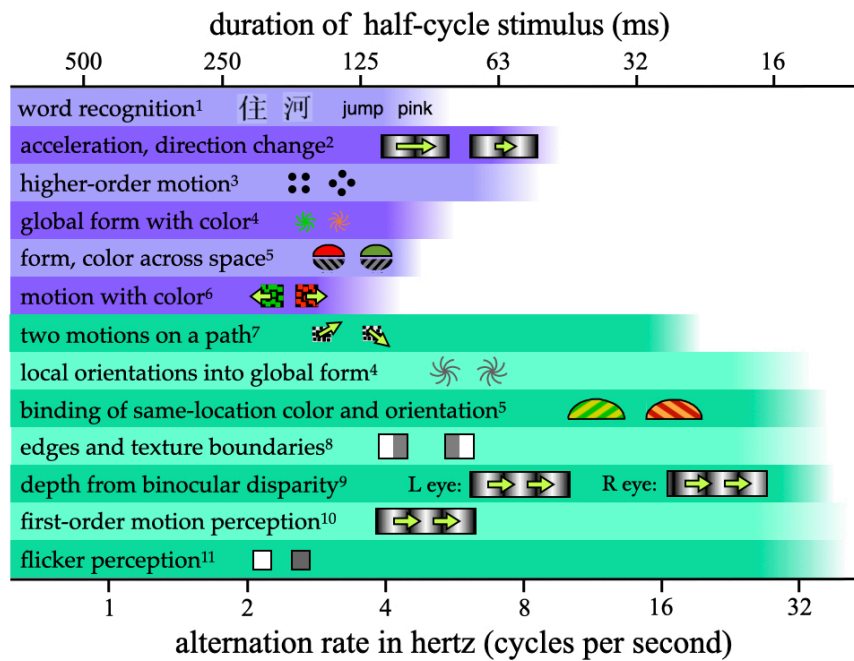 duration of half-cycle stimulus (ms)
500 250 125 63 32 16
word recognition¹ 住 河 jump pink
acceleration, direction change²
higher-order motion³
global form with color⁴
form, color across space⁵
motion with color⁶
two motions on a path⁷
local orientations into global form⁴
binding of same-location color and orientation⁵
edges and texture boundaries⁸
depth from binocular disparity⁹ L eye: R eye:
first-order motion perception¹⁰
flicker perception¹¹
1 2 4 8 16 32
alternation rate in hertz (cycles per second)